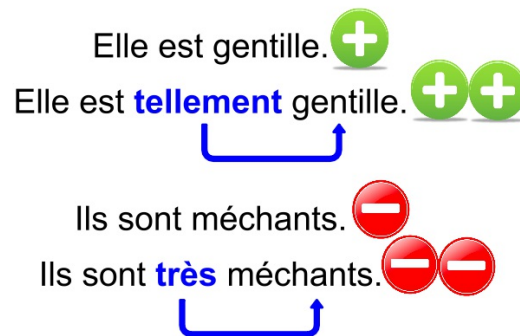 Elle est gentille.
Elle est tellement gentille.
Ils sont méchants.
Ils sont très méchants.